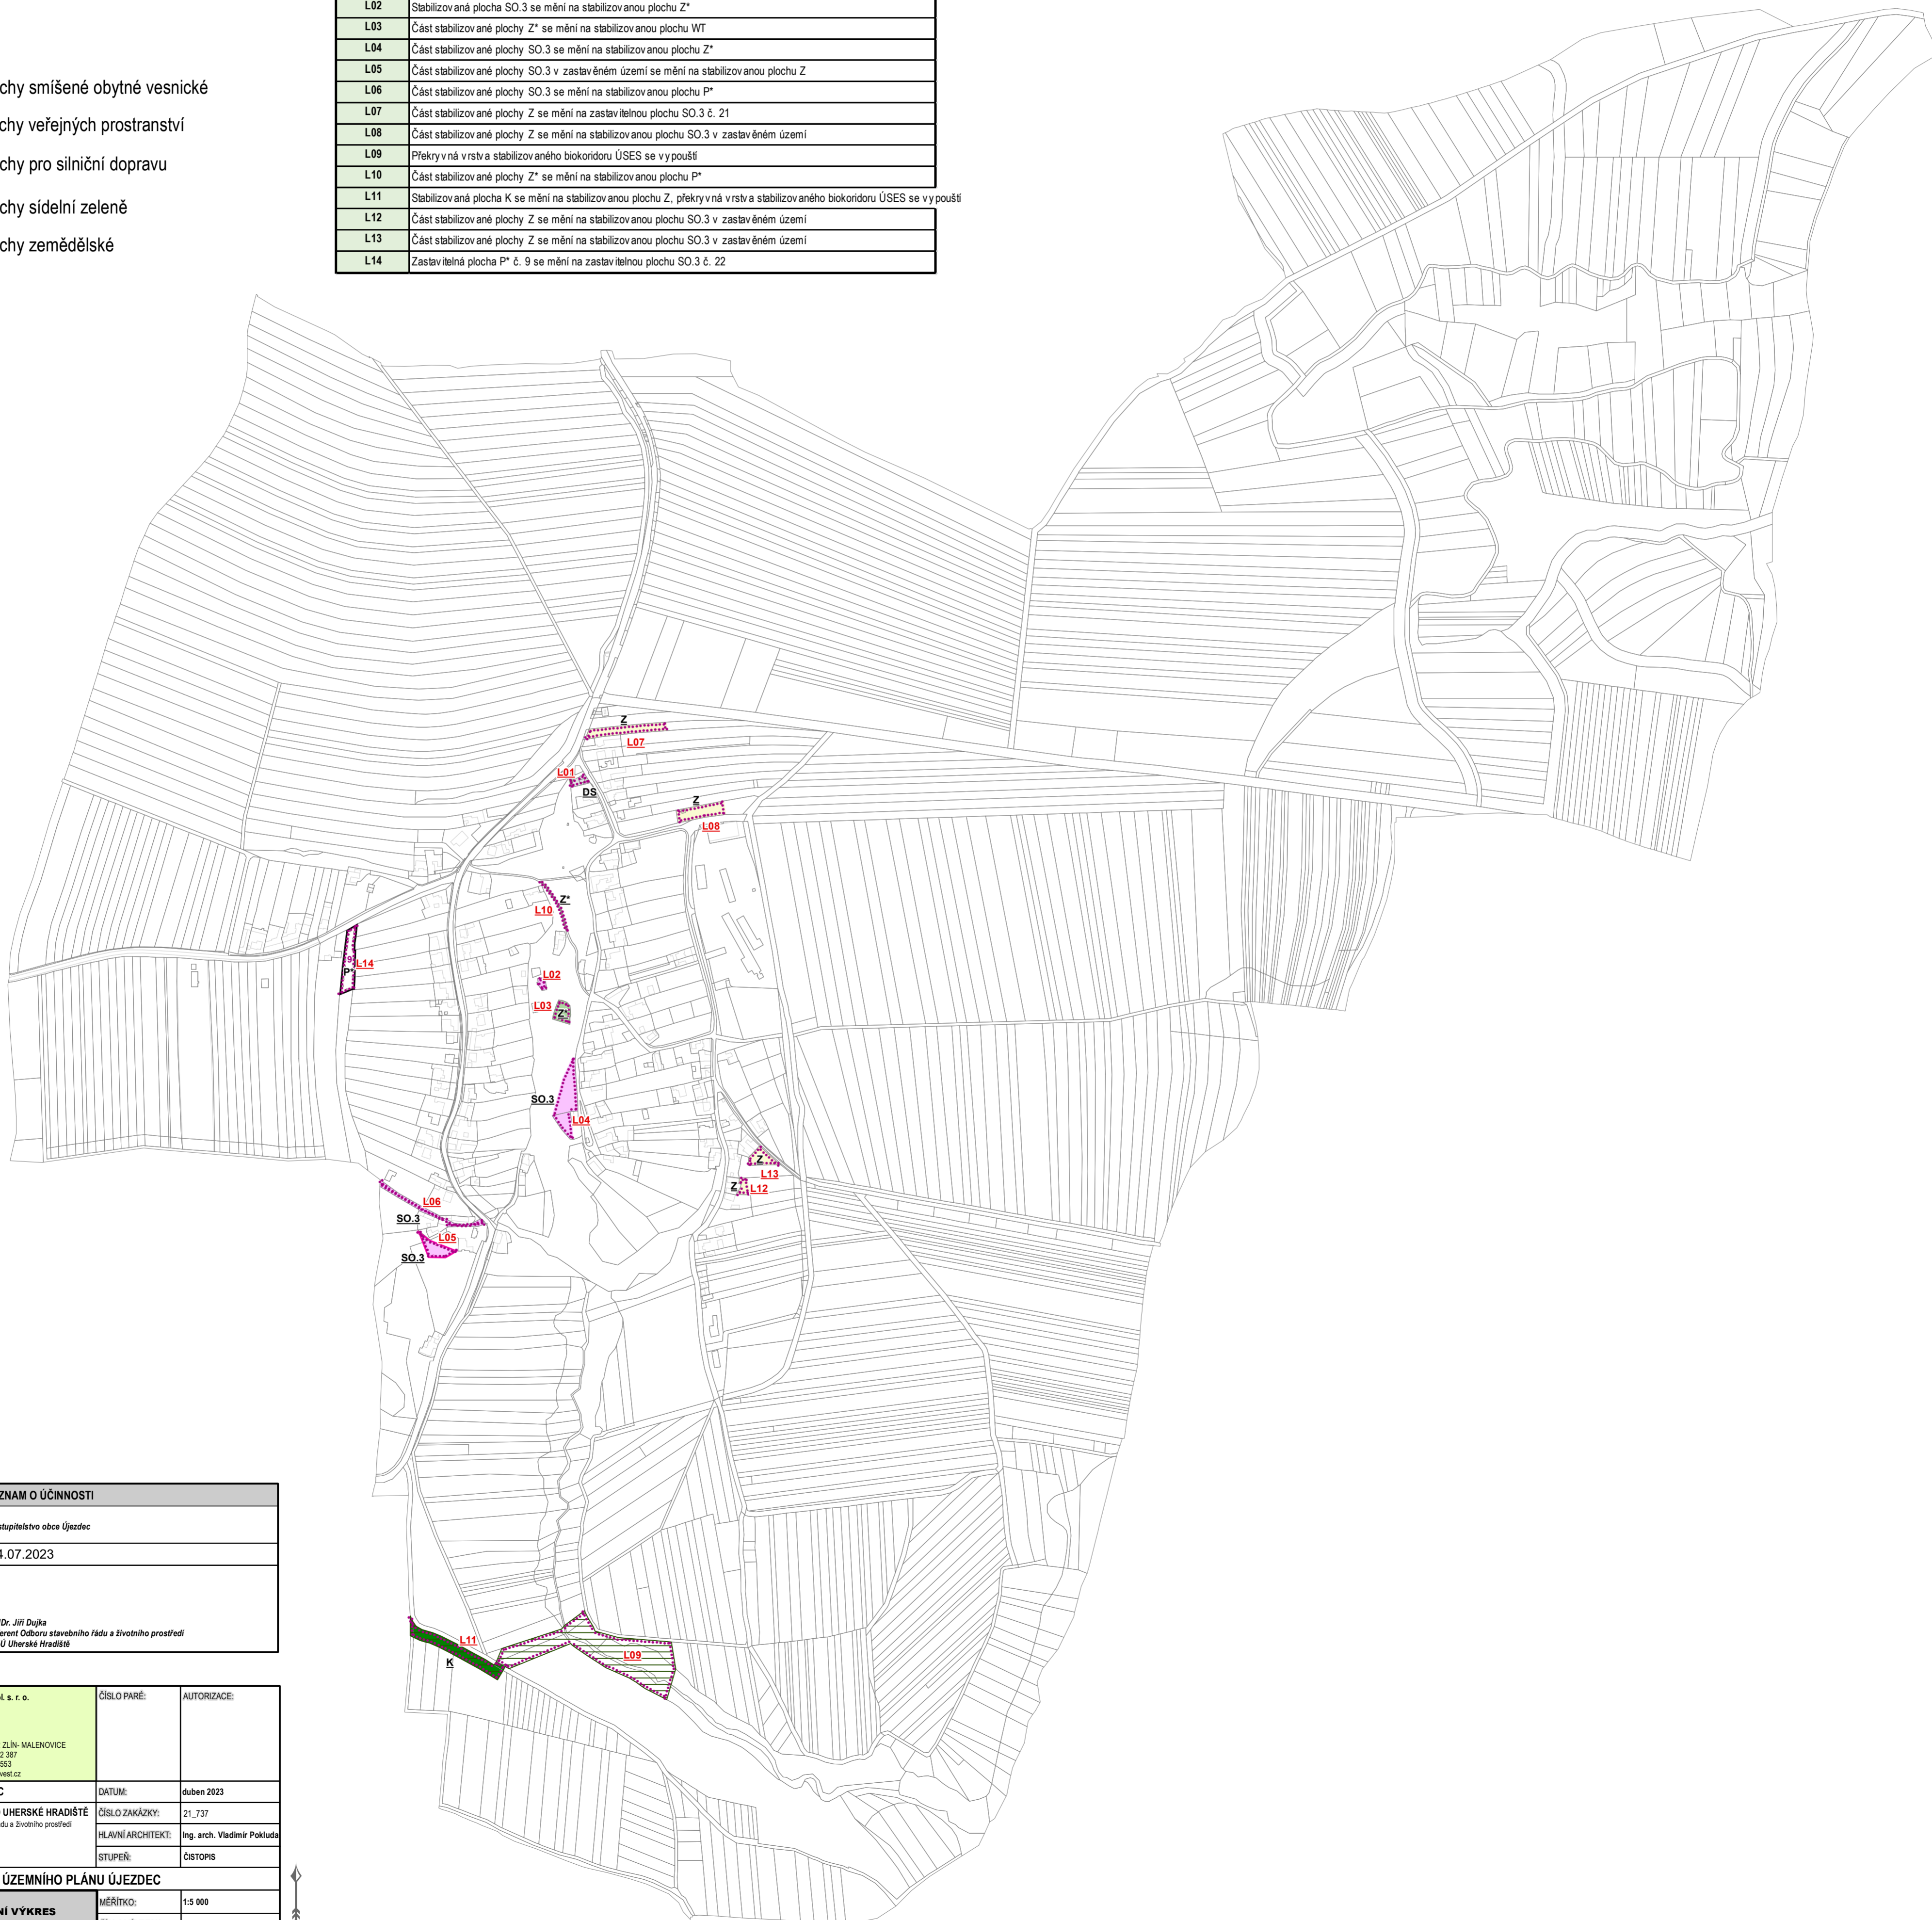 L02 Stabilizovaná plocha SO.3 se mění na stabilizovanou plochu Z*
L03 Část stabilizované plochy Z* se mění na stabilizovanou plochu WT
L04 Část stabilizované plochy SO.3 se mění na stabilizovanou plochu Z*
L05 Část stabilizované plochy SO.3 v zastavěném území se mění na stabilizovanou plochu Z
L06 Část stabilizované plochy SO.3 se mění na stabilizovanou plochu P*
L07 Část stabilizované plochy Z se mění na zastavitelnou plochu SO.3 č. 21
L08 Část stabilizované plochy Z se mění na stabilizovanou plochu SO.3 v zastavěném území
L09 Překryvná vrstva stabilizovaného biokoridoru ÚSES se vypouští
L10 Část stabilizované plochy Z* se mění na stabilizovanou plochu P*
L11 Stabilizovaná plocha K se mění na stabilizovanou plochu Z, překryvná vrstva stabilizovaného biokoridoru ÚSES se vypouští
L12 Část stabilizované plochy Z se mění na stabilizovanou plochu SO.3 v zastavěném území
L13 Část stabilizované plochy Z se mění na stabilizovanou plochu SO.3 v zastavěném území
L14 Zastavitelná plocha P* č. 9 se mění na zastavitelnou plochu SO.3 č. 22
chy smíšené obytné vesnické
chy veřejných prostranství
chy pro silniční dopravu
chy sídelní zeleně
chy zemědělské
Z
L07
L01
DS
Z
L08
Z*
L10
9
P*
L14
L02
L03
Z*
SO.3
L04
Z
L13
Z
L12
L06
SO.3
L05
SO.3
L11
K
L09
ZNAM O ÚČINNOSTI
stupitelstvo obce Újezdec
4.07.2023
Dr. Jiří Dujka
erent Odboru stavebního řádu a životního prostředí
Ú Uherské Hradiště
ol. s. r. o.
ČÍSLO PARÉ:
AUTORIZACE:
ZLÍN- MALENOVICE
2 387
553
vest.cz
C
DATUM: duben 2023
UHERSKÉ HRADIŠTĚ
ádu a životního prostředí
ČÍSLO ZAKÁZKY: 21_737
HLAVNÍ ARCHITEKT: Ing. arch. Vladimír Pokluda
STUPEŇ: ČISTOPIS
ÚZEMNÍHO PLÁNU ÚJEZDEC
NÍ VÝKRES
MĚŘÍTKO: 1:5 000